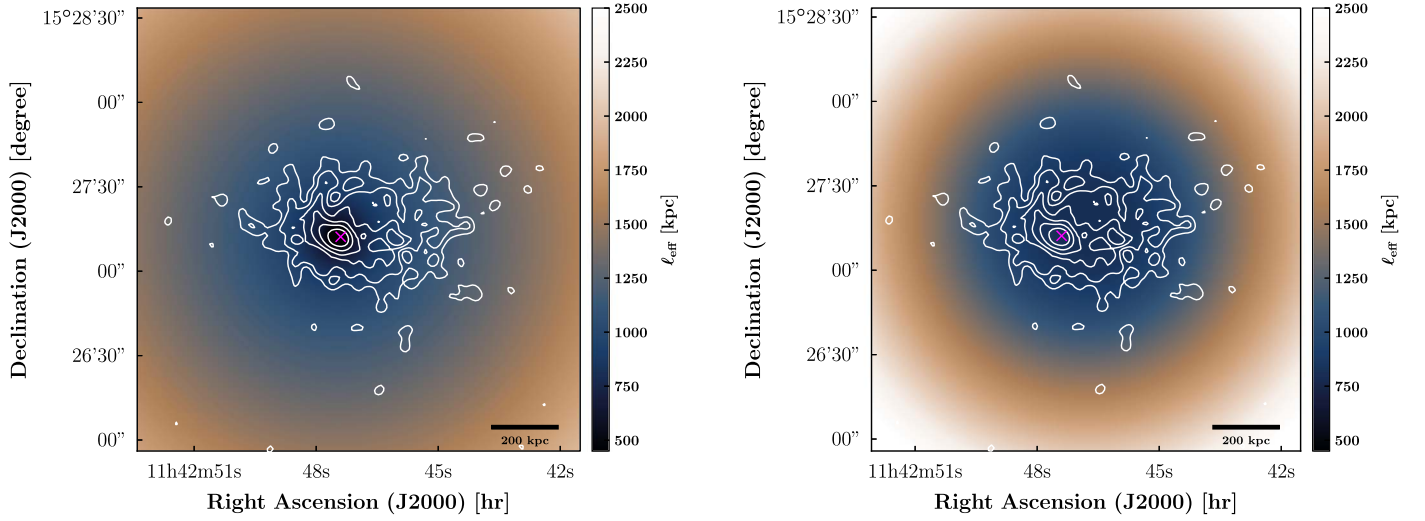 15°28'30”
00”
27'30”
00”
26'30”
00”
Declination (J2000) [degree]
11h42m51s
48s
45s
42s
Right Ascension (J2000) [hr]
200 kpc
2500
2250
2000
1750
1500
1250
1000
750
500
ℓeff [kpc]
15°28'30”
00”
27'30”
00”
26'30”
00”
Declination (J2000) [degree]
11h42m51s
48s
45s
42s
Right Ascension (J2000) [hr]
200 kpc
2500
2250
2000
1750
1500
1250
1000
750
500
ℓeff [kpc]